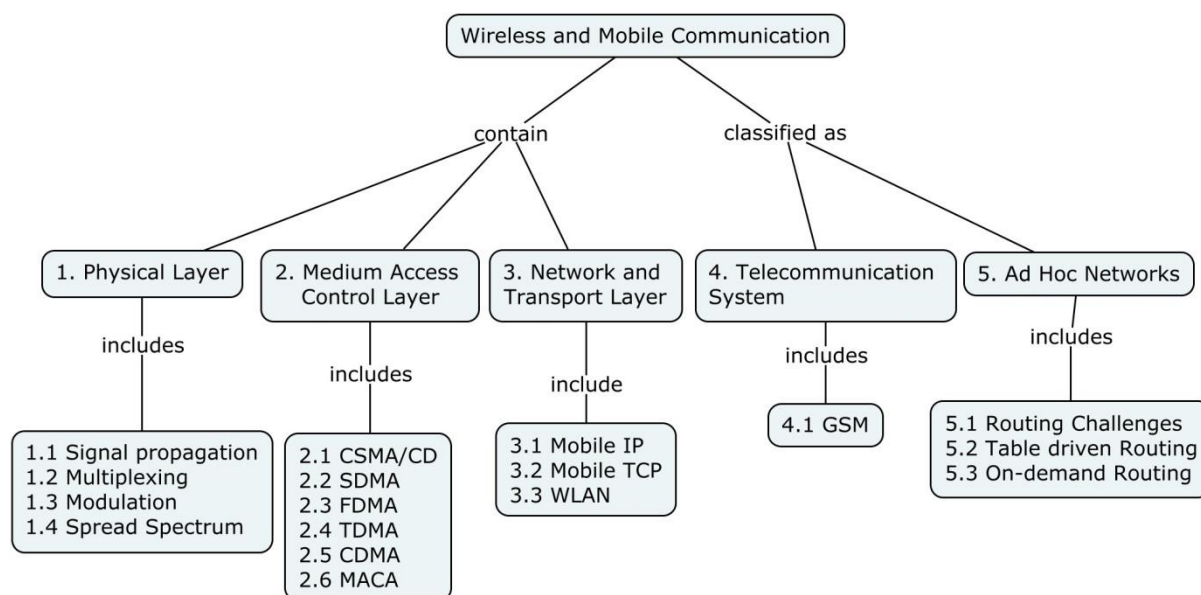 Wireless and Mobile Communication
contain
classified as
1. Physical Layer
2. Medium Access
Control Layer
3. Network and
Transport Layer
4. Telecommunication
System
5. Ad Hoc Networks
includes
includes
include
includes
includes
1.1 Signal propagation
1.2 Multiplexing
1.3 Modulation
1.4 Spread Spectrum
2.1 CSMA/CD
2.2 SDMA
2.3 FDMA
2.4 TDMA
2.5 CDMA
2.6 MACA
3.1 Mobile IP
3.2 Mobile TCP
3.3 WLAN
4.1 GSM
5.1 Routing Challenges
5.2 Table driven Routing
5.3 On-demand Routing